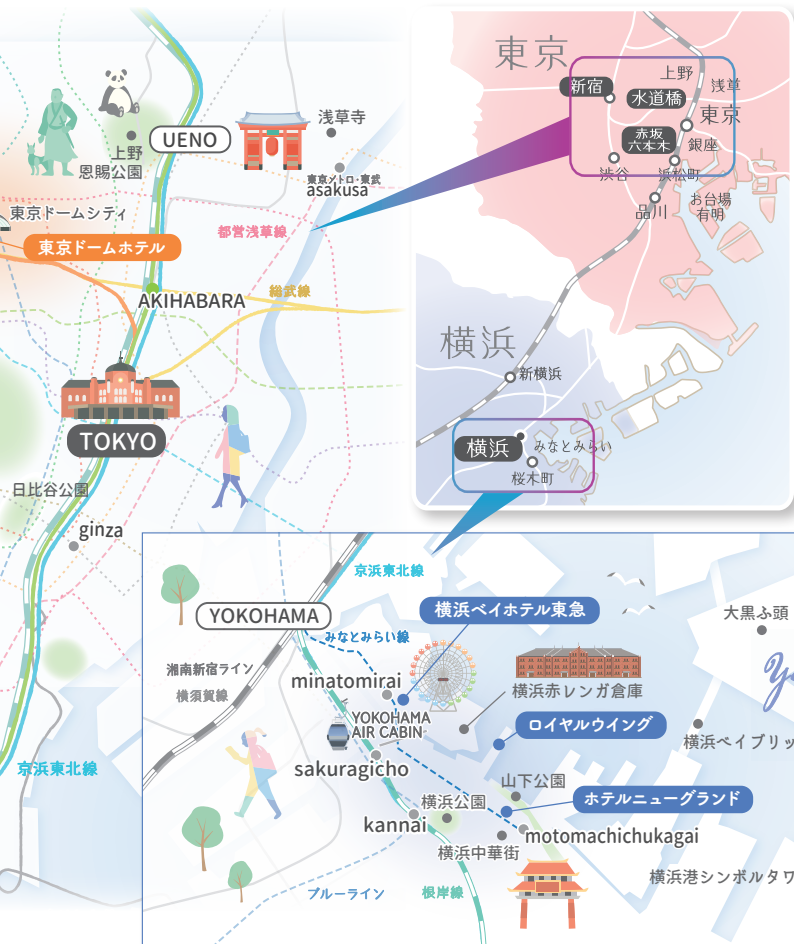 UENO
上野
恩賜公園
浅草寺
東京メトロ・東武
asakusa
東京ドームシティ
東京ドームホテル
都営浅草線
AKIHABARA
総武線
TOKYO
日比谷公園
ginza
京浜東北線
東京
上野
浅草
新宿
水道橋
東京
赤坂
六本木
銀座
渋谷
浜松町
品川
お台場
有明
横浜
新横浜
横浜
みなとみらい
桜木町
京浜東北線
YOKOHAMA
横浜ベイホテル東急
大黒ふ頭
みなとみらい線
湘南新宿ライン
横須賀線
minatomirai
横浜赤レンガ倉庫
YOKOHAMA
AIR CABIN
ロイヤルウイング
横浜ベイブリッ
sakuragicho
山下公園
横浜公園
ホテルニューグランド
kannai
motomachichukagai
横浜中華街
横浜港シンボルタワ
ブルーライン
根岸線